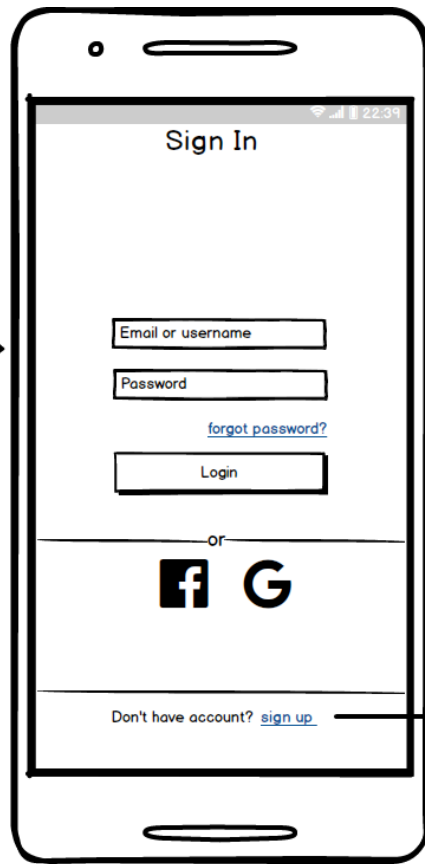 22:39
Sign In
Email or username
Password
forgot password?
Login
or
f G
Don't have account? sign up